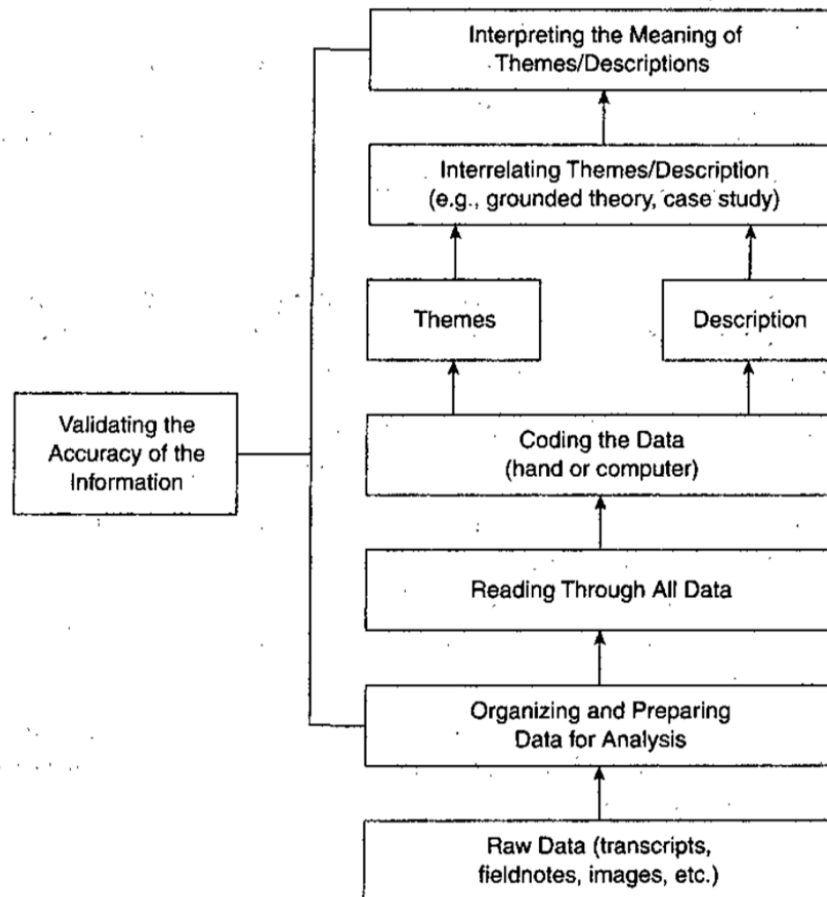 Interpreting the Meaning of
Themes/Descriptions
Interrelating Themes/Description
(e.g., grounded theory, case study)
Themes
Description
Validating the
Accuracy of the
Information
Coding the Data
(hand or computer)
Reading Through All Data
Organizing and Preparing
Data for Analysis
Raw Data (transcripts,
fieldnotes, images, etc.)